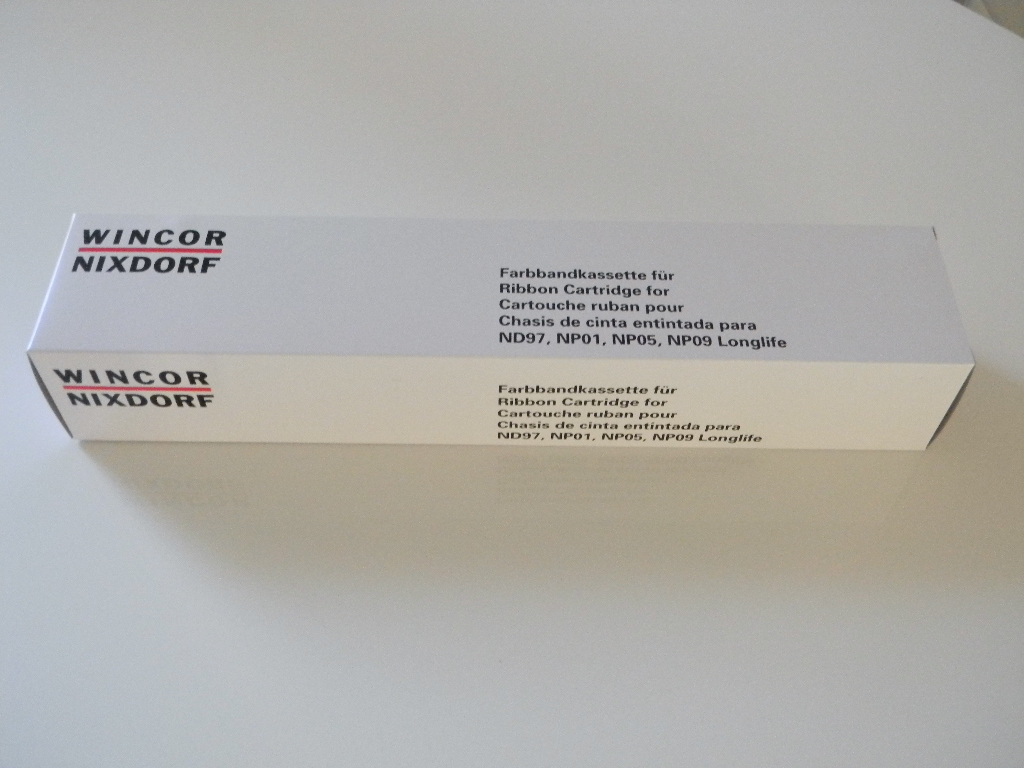 WINCOR
NIXDORF
Farbbandkassette für
Ribbon Cartridge for
Cartouche ruban pour
Chasis de cinta entintada para
ND97, NP01, NP05, NP09 Longlife
WINCOR
NIXDORF
Farbbandkassette für
Ribbon Cartridge for
Cartouche ruban pour
Chasis de cinta entintada para
ND97, NP01, NP05, NP09 Longlife